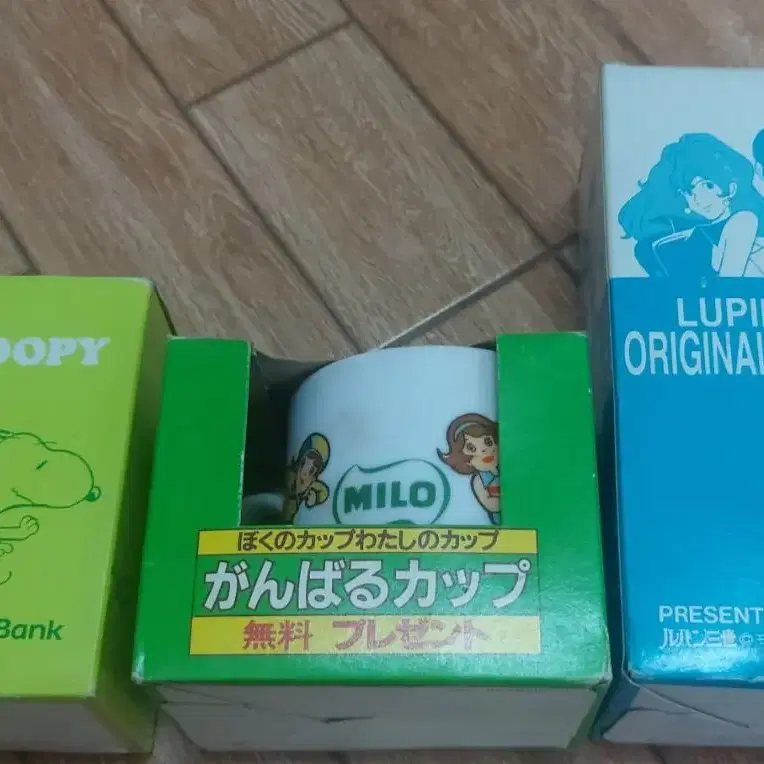 OOPY
Bank
MILO
ぼくのカップわたしのカップ
がんばるカップ
無料 プレゼント
LUPI
ORIGINAL
PRESENT
ルパン三世©モ